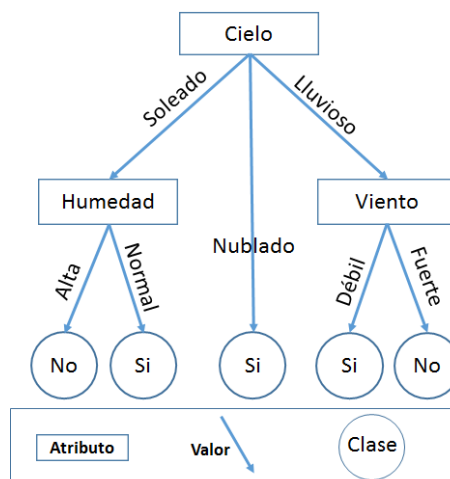 Cielo
Soleado
Lluvioso
Humedad
Viento
Nublado
Alta
Normal
Débil
Fuerte
No
Si
Si
Si
No
Atributo
Valor
Clase